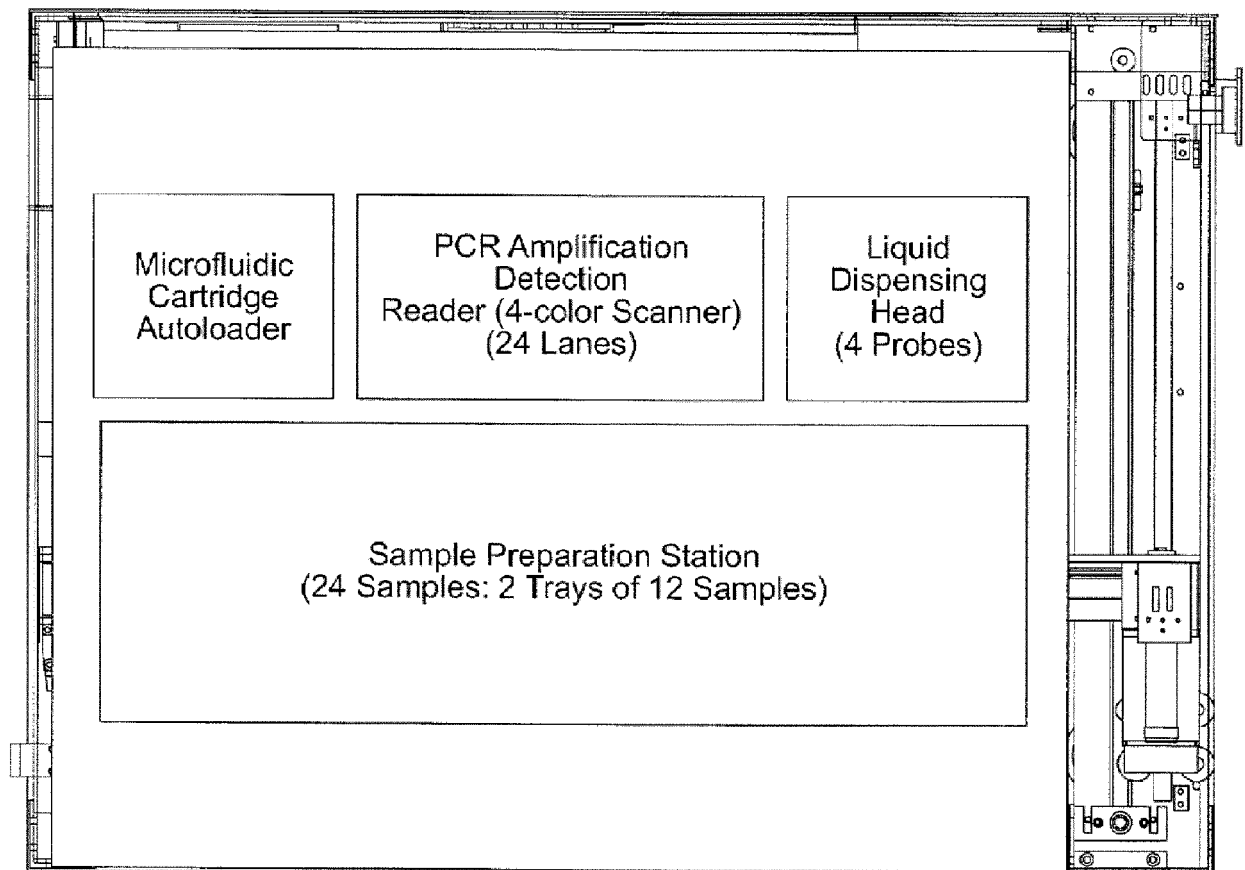 Microfluidic
Cartridge
Autoloader
PCR Amplification
Detection
Reader (4-color Scanner)
(24 Lanes)
Liquid
Dispensing
Head
(4 Probes)
Sample Preparation Station
(24 Samples: 2 Trays of 12 Samples)